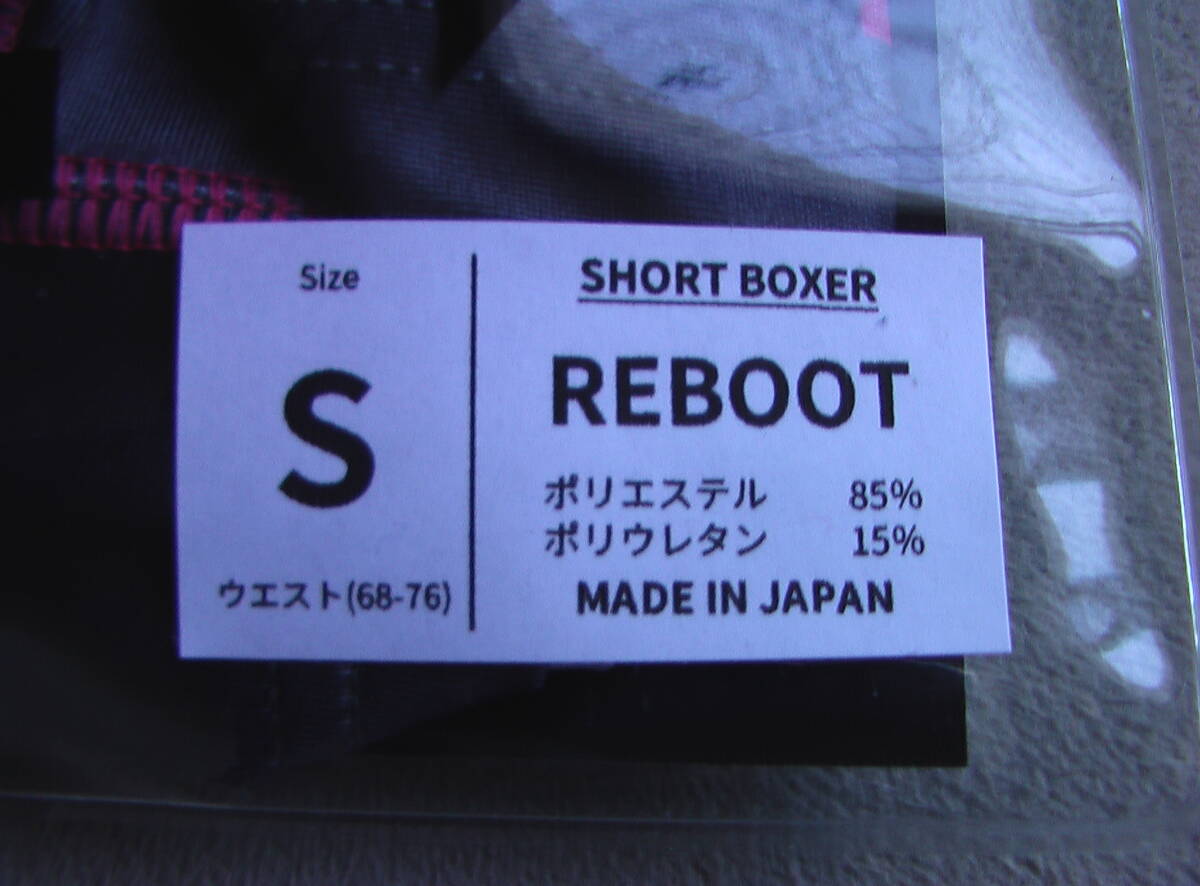 Size
S
ウエスト(68-76)
SHORT BOXER
REBOOT
ポリエステル 85%
ポリウレタン 15%
MADE IN JAPAN